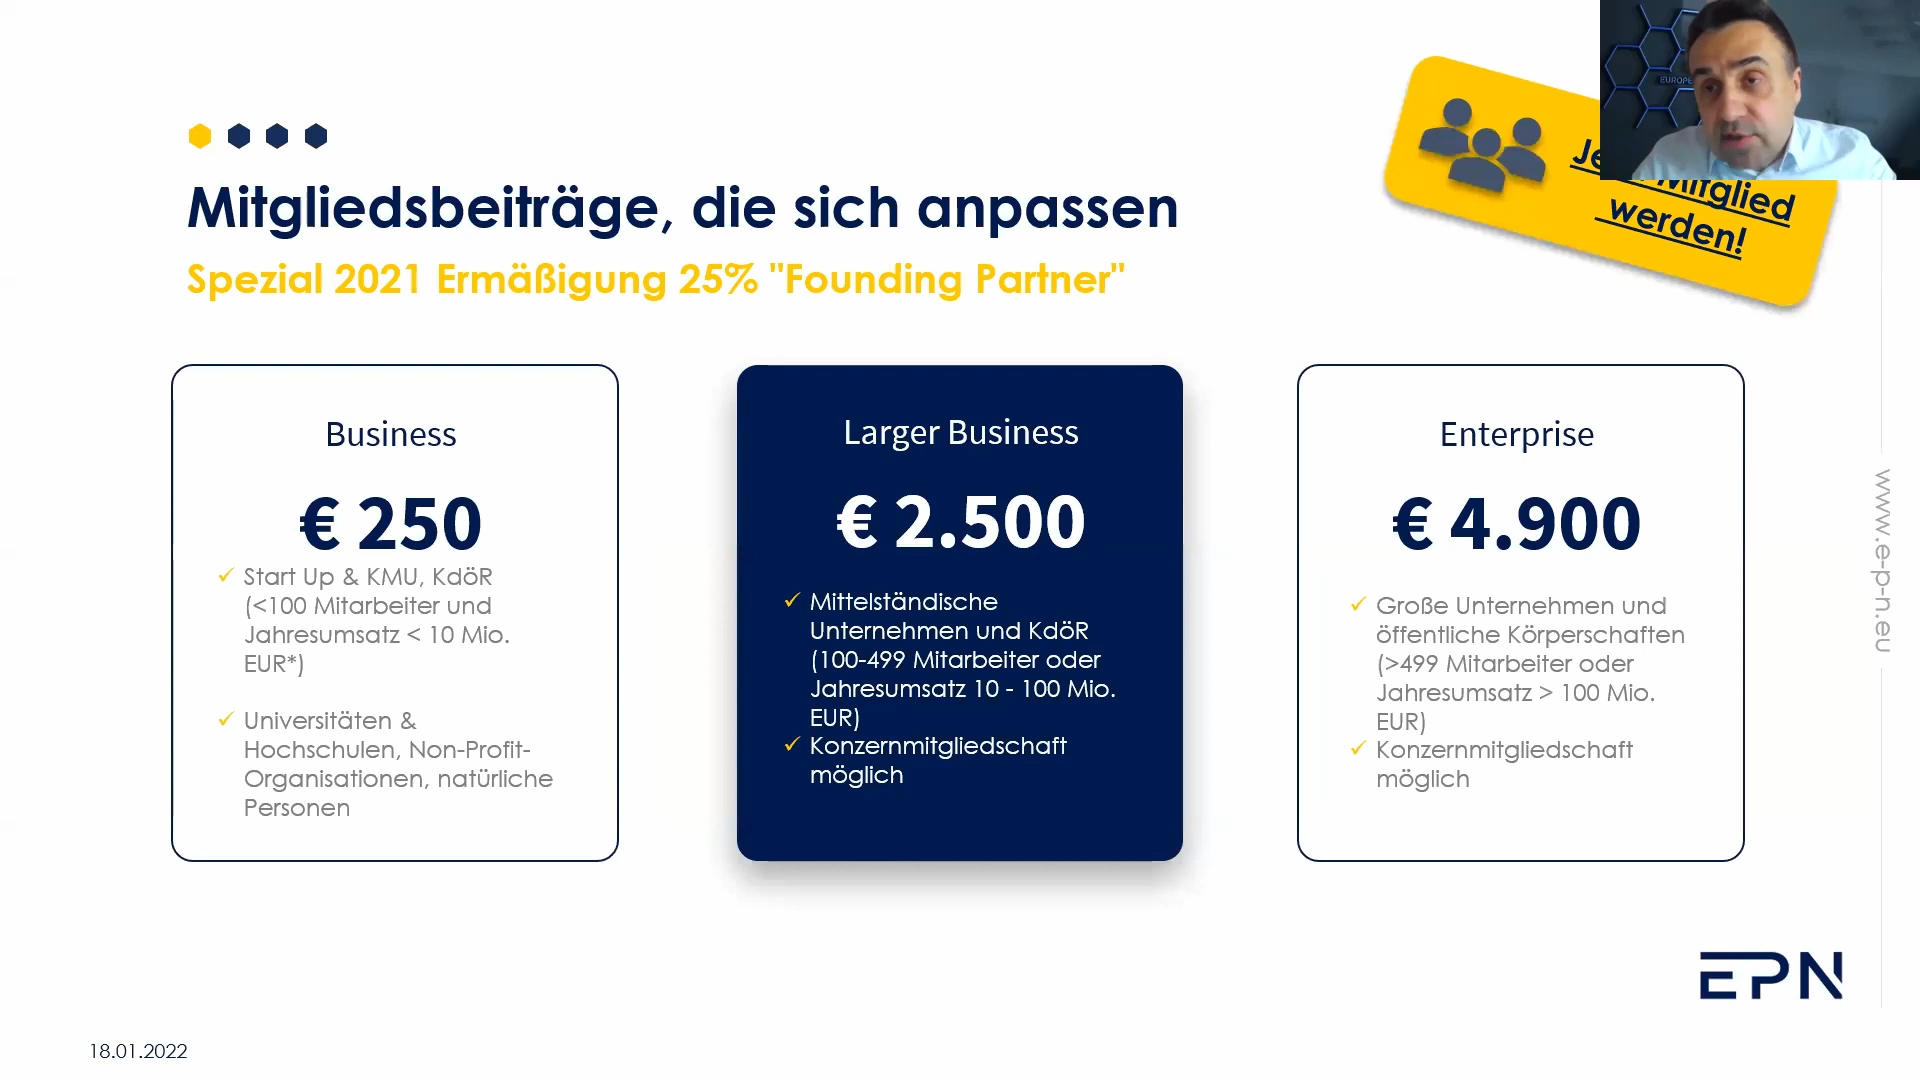 EUROPE
Mitglied
werden!
Mitgliedsbeiträge, die sich anpassen
Spezial 2021 Ermäßigung 25% "Founding Partner"
Business
€ 250
✓ Start Up & KMU, KdöR
(<100 Mitarbeiter und
Jahresumsatz < 10 Mio.
EUR*)
✓ Universitäten &
Hochschulen, Non-Profit-
Organisationen, natürliche
Personen
Larger Business
€ 2.500
✓ Mittelständische
Unternehmen und KdöR
(100-499 Mitarbeiter oder
Jahresumsatz 10 - 100 Mio.
EUR)
✓ Konzernmitgliedschaft
möglich
Enterprise
€ 4.900
✓ Große Unternehmen und
öffentliche Körperschaften
(>499 Mitarbeiter oder
Jahresumsatz > 100 Mio.
EUR)
✓ Konzernmitgliedschaft
möglich
www.e-p-n.eu
EPN
18.01.2022